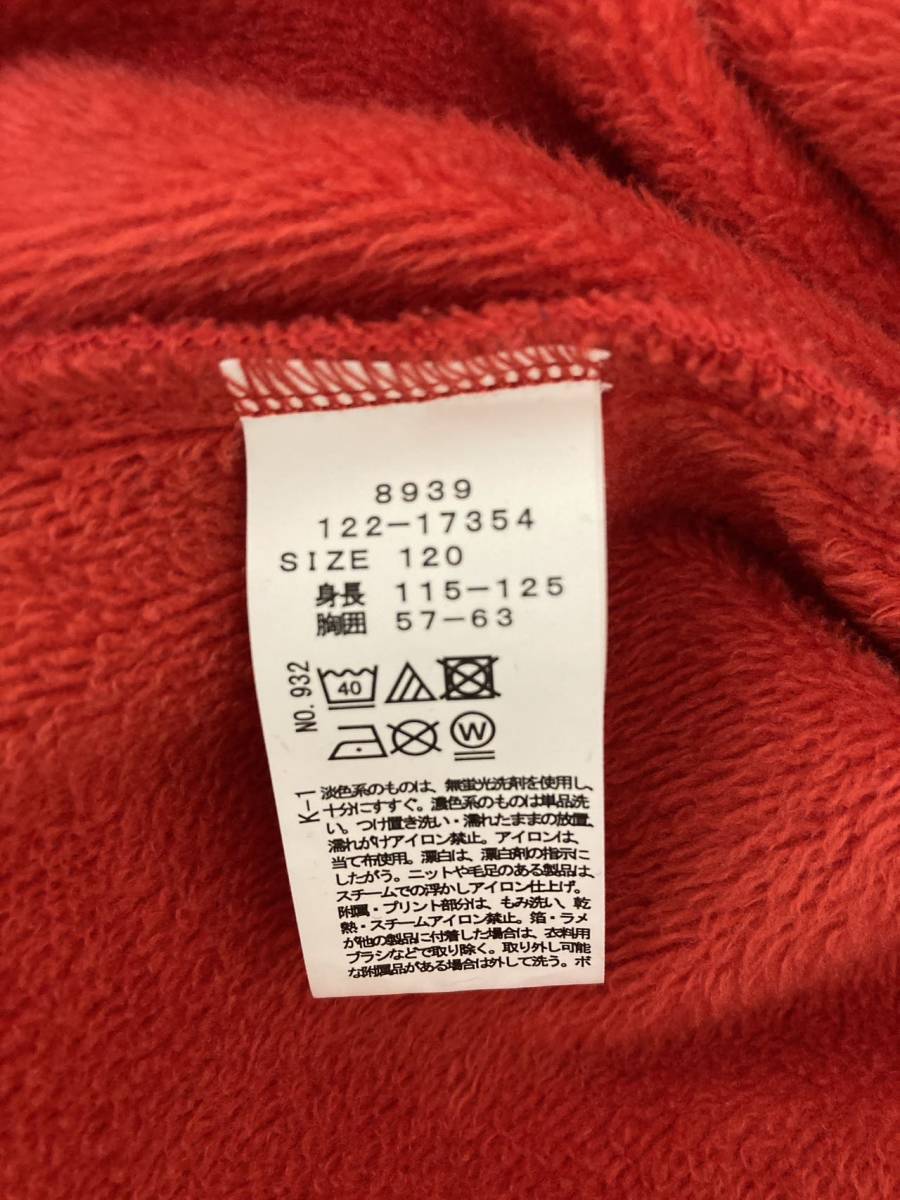 8939
122-17354
SIZE 120
身長 115-125
胸囲 57-63
NO.932
40
W
K-1
淡色系のものは、無蛍光洗剤を使用し、
十分にすすぐ。濃色系のものは単品洗
い。つけ置き洗い・濡れたままの放置、
濡れがけアイロン禁止。アイロンは、
当て布使用。漂白は、漂白剤の指示に
したがう。ニットや毛足のある製品は、
スチームでの浮かしアイロン仕上げ。
附属・プリント部分は、もみ洗い、乾
熱・スチームアイロン禁止。箔・ラメ
が他の製品に付着した場合は、衣料用
ブラシなどで取り除く。取り外し可能
な附属品がある場合は外して洗う。ボ